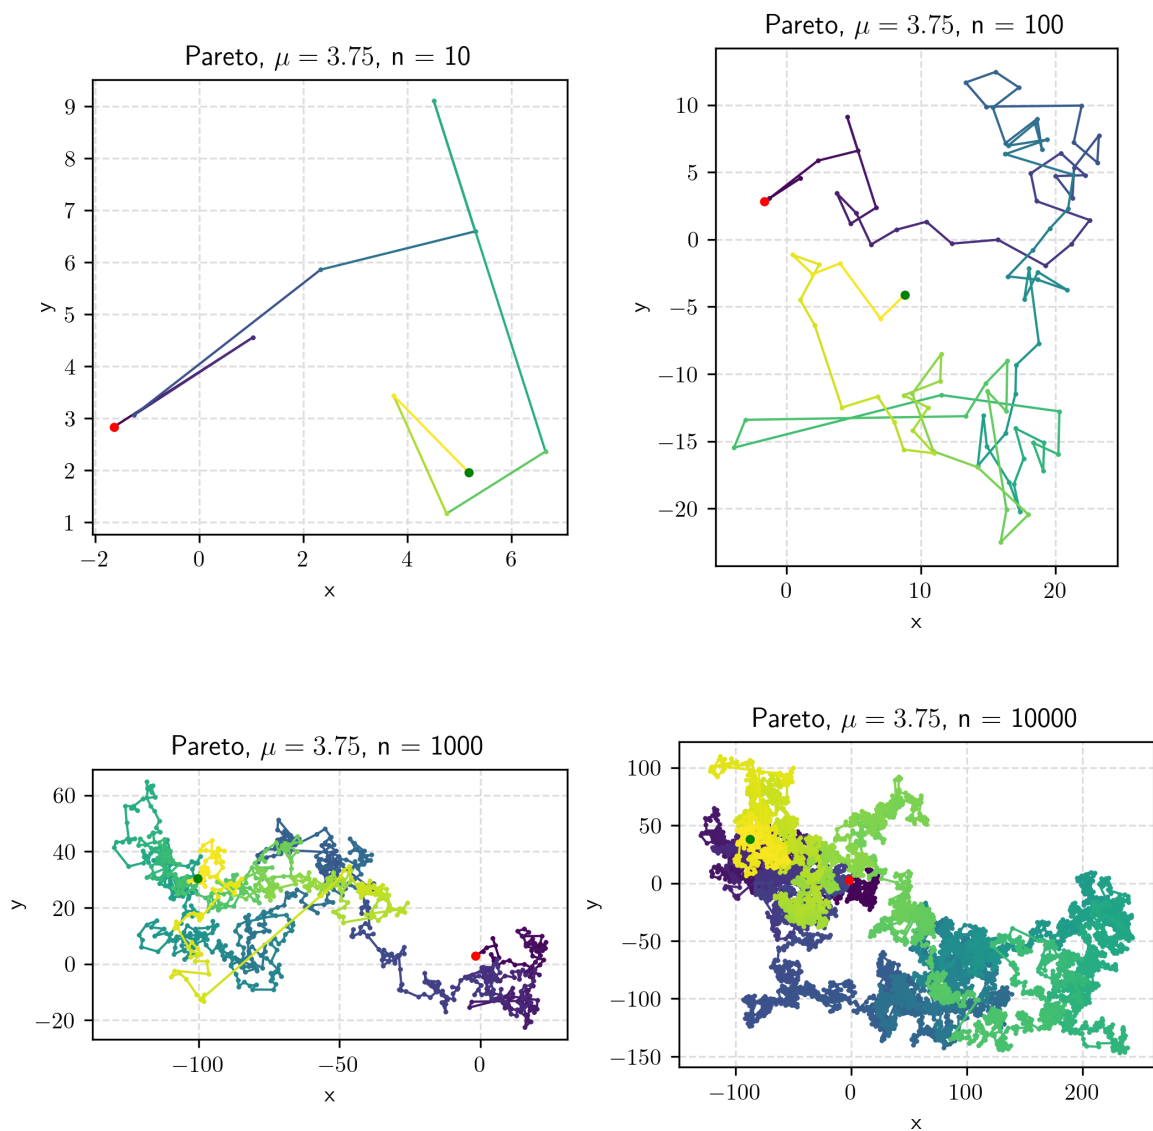 Pareto, μ = 3.75, n = 10
9
8
7
6
5
4
3
2
1
y
−2 0 2 4 6
x
Pareto, μ = 3.75, n = 100
10
5
0
−5
−10
−15
−20
y
0 10 20
x
Pareto, μ = 3.75, n = 1000
60
40
20
0
−20
y
−100 −50 0
x
Pareto, μ = 3.75, n = 10000
100
50
0
−50
−100
−150
y
−100 0 100 200
x